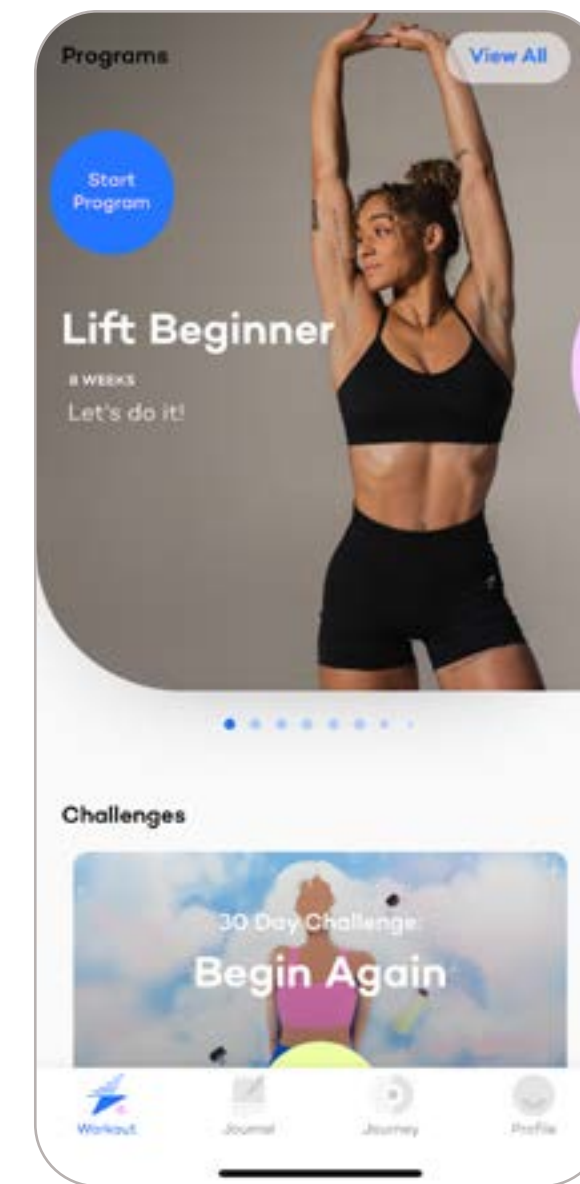 Programs
View All
Start
Program
Lift Beginner
8 WEEKS
Let's do it!
Challenges
30 Day Challenge:
Begin Again
Workout
Journal
Journey
Profile